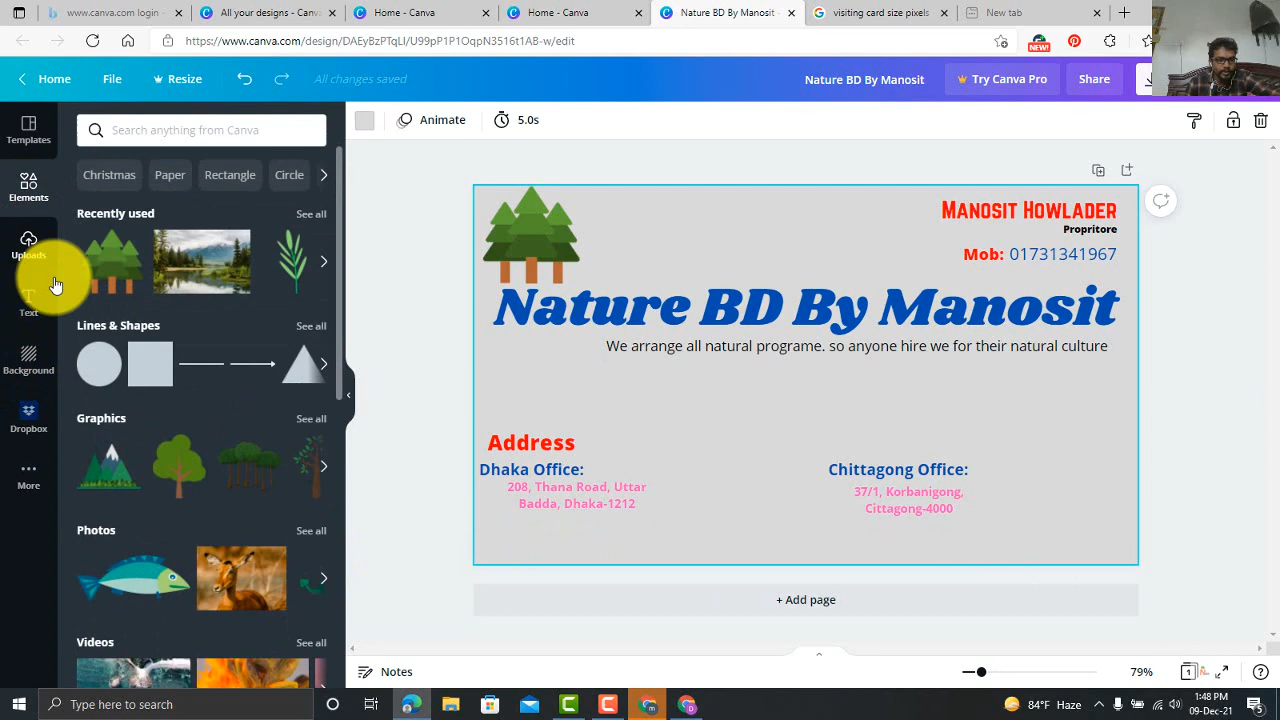 www.bing.com login -
All your designs - Canva
Home - Canva
Home - Canva
Nature BD By Manosit -
visiting card size pixels
New tab
https://www.canva.com/design/DAEyBzPTqLI/U99pP1P1OqpN3516t1AB-w/edit
NEW!
Home
File
Resize
All changes saved
Nature BD By Manosit
Try Canva Pro
Share
Templates
Elements
Uploads
Text
Background
Dropbox
More
Search anything from Canva
Christmas
Paper
Rectangle
Circle
Recently used
See all
Lines & Shapes
See all
Graphics
See all
Photos
See all
Videos
See all
Animate
5.0s
Manosit Howlader
Propritore
Mob: 01731341967
Nature BD By Manosit
We arrange all natural programe. so anyone hire we for their natural culture
Address
Dhaka Office:
208, Thana Road, Uttar
Badda, Dhaka-1212
Chittagong Office:
37/1, Korbanigong,
Cittagong-4000
+ Add page
Notes
79%
1
Type here to search
84°F Haze
1:48 PM
09-Dec-21